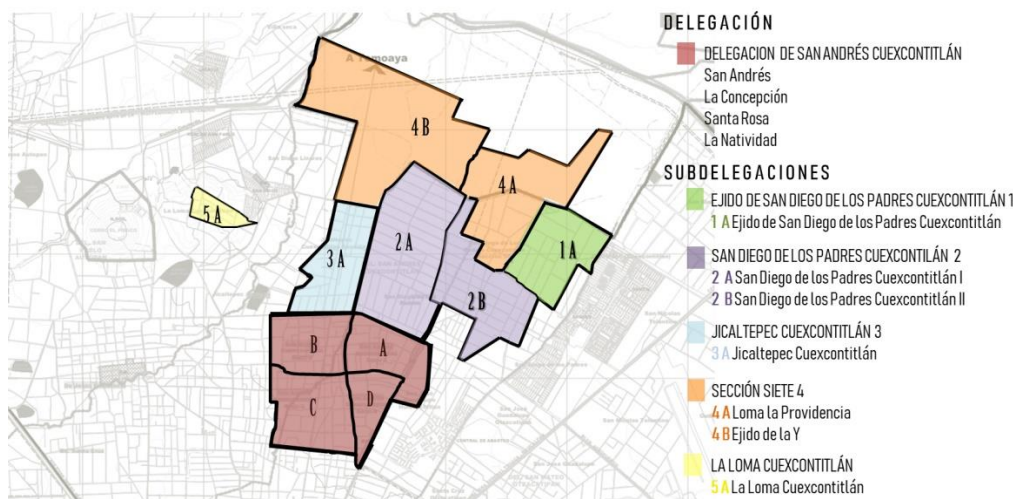 DELEGACIÓN
DELEGACION DE SAN ANDRÉS CUEXCONTITLÁN
San Andrés
La Concepción
Santa Rosa
La Natividad
SUBDELEGACIONES
EJIDO DE SAN DIEGO DE LOS PADRES CUEXCONTITLÁN 1
1 A Ejido de San Diego de los Padres Cuexcontitlán
SAN DIEGO DE LOS PADRES CUEXCONTILÁN 2
2 A San Diego de los Padres Cuexcontitlán I
2 B San Diego de los Padres Cuexcontitlán II
JICALTEPEC CUEXCONTITLÁN 3
3 A Jicaltepec Cuexcontitlán
SECCIÓN SIETE 4
4 A Loma la Providencia
4 B Ejido de la Y
LA LOMA CUEXCONTITLÁN
5 A La Loma Cuexcontitlán
A Temoaya
4 B
4 A
5 A
2 A
1 A
3 A
2 B
B
A
C
D